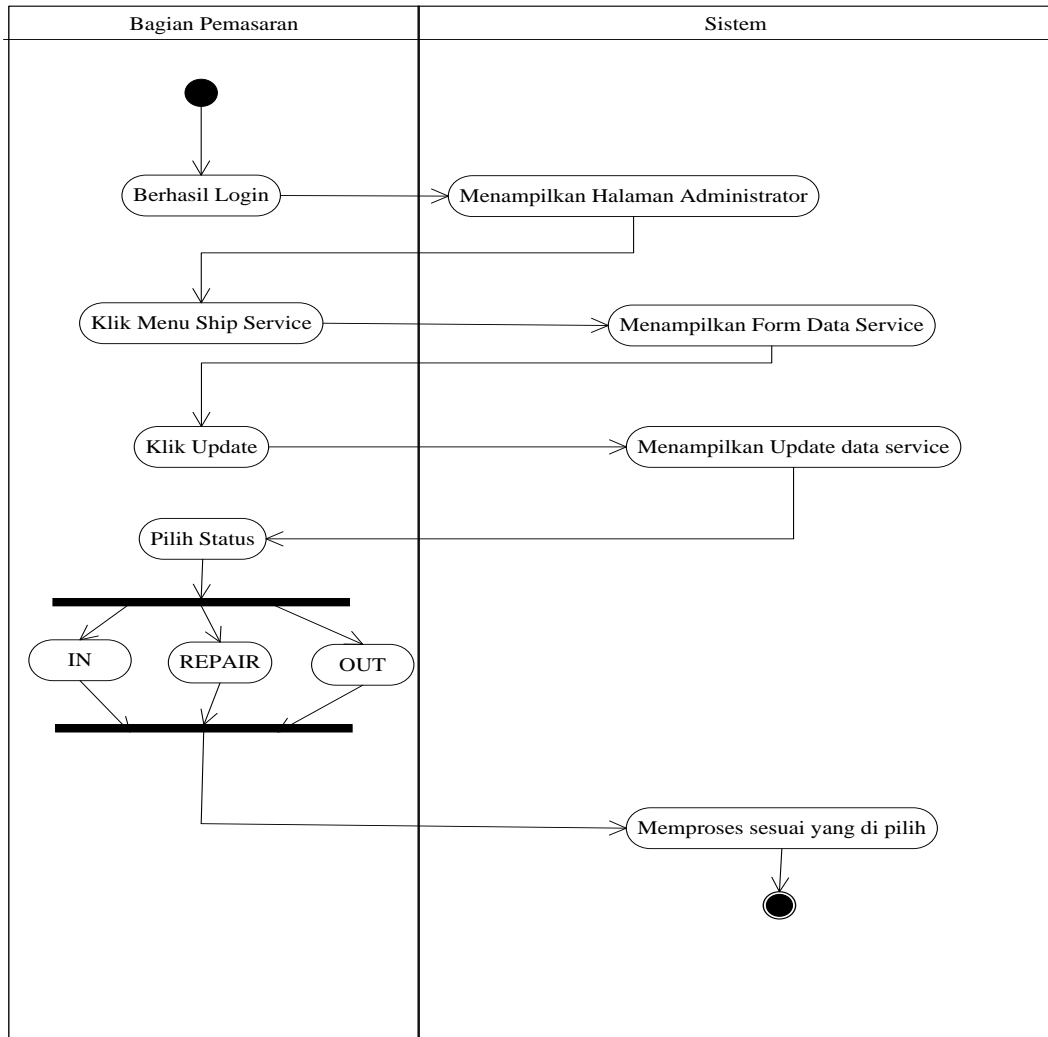 Bagian Pemasaran
Sistem
Berhasil Login
Menampilkan Halaman Administrator
Klik Menu Ship Service
Menampilkan Form Data Service
Klik Update
Menampilkan Update data service
Pilih Status
IN
REPAIR
OUT
Memproses sesuai yang di pilih